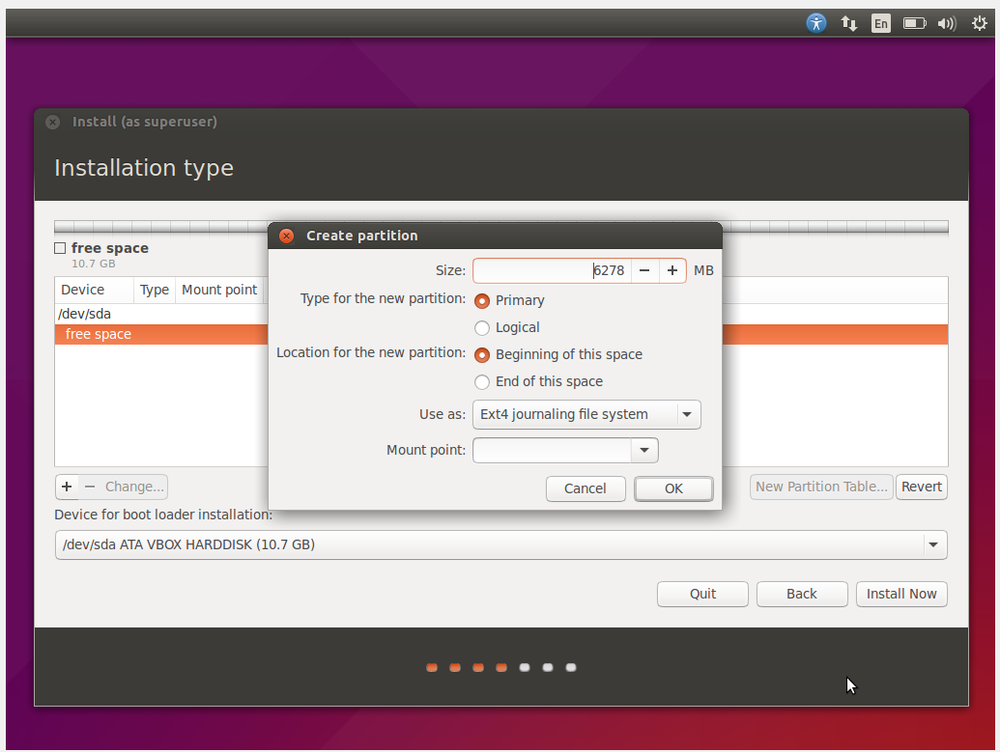 En
Install (as superuser)
Installation type
free space
10.7 GB
Device Type Mount point
/dev/sda
free space
+ − Change...
New Partition Table... Revert
Create partition
Size: 6278 − + MB
Type for the new partition: Primary
Logical
Location for the new partition: Beginning of this space
End of this space
Use as: Ext4 journaling file system
Mount point:
Cancel OK
Device for boot loader installation:
/dev/sda ATA VBOX HARDDISK (10.7 GB)
Quit Back Install Now